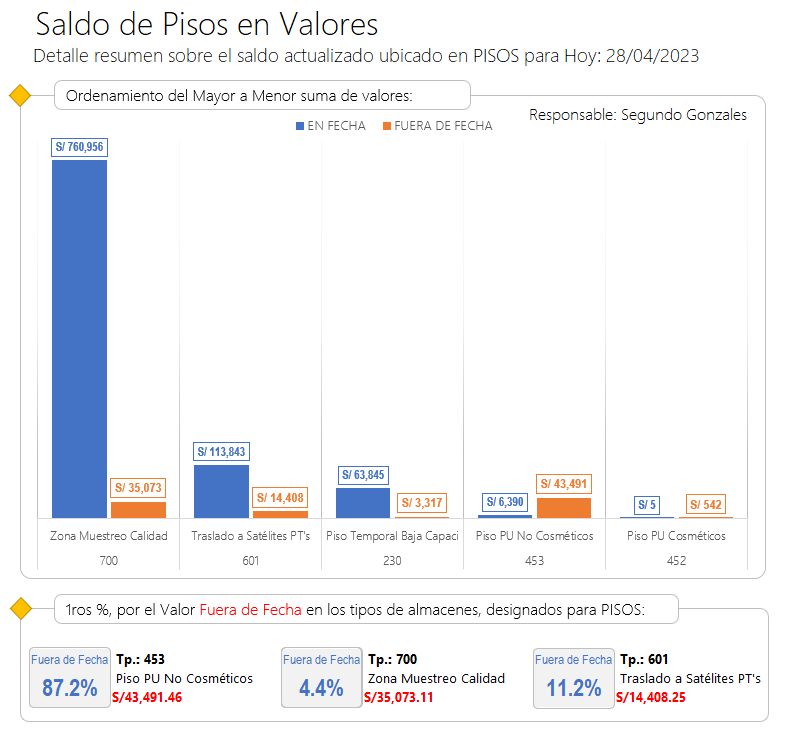 Saldo de Pisos en Valores
Detalle resumen sobre el saldo actualizado ubicado en PISOS para Hoy: 28/04/2023
Ordenamiento del Mayor a Menor suma de valores:
Responsable: Segundo Gonzales
EN FECHA FUERA DE FECHA
S/ 760,956
S/ 35,073
S/ 113,843
S/ 14,408
S/ 63,845
S/ 3,317
S/ 6,390
S/ 43,491
S/ 5
S/ 542
Zona Muestreo Calidad Traslado a Satélites PT's Piso Temporal Baja Capaci Piso PU No Cosméticos Piso PU Cosméticos
700 601 230 453 452
1ros %, por el Valor Fuera de Fecha en los tipos de almacenes, designados para PISOS:
Fuera de Fecha
87.2%
Tp.: 453
Piso PU No Cosméticos
S/43,491.46
Fuera de Fecha
4.4%
Tp.: 700
Zona Muestreo Calidad
S/35,073.11
Fuera de Fecha
11.2%
Tp.: 601
Traslado a Satélites PT's
S/14,408.25